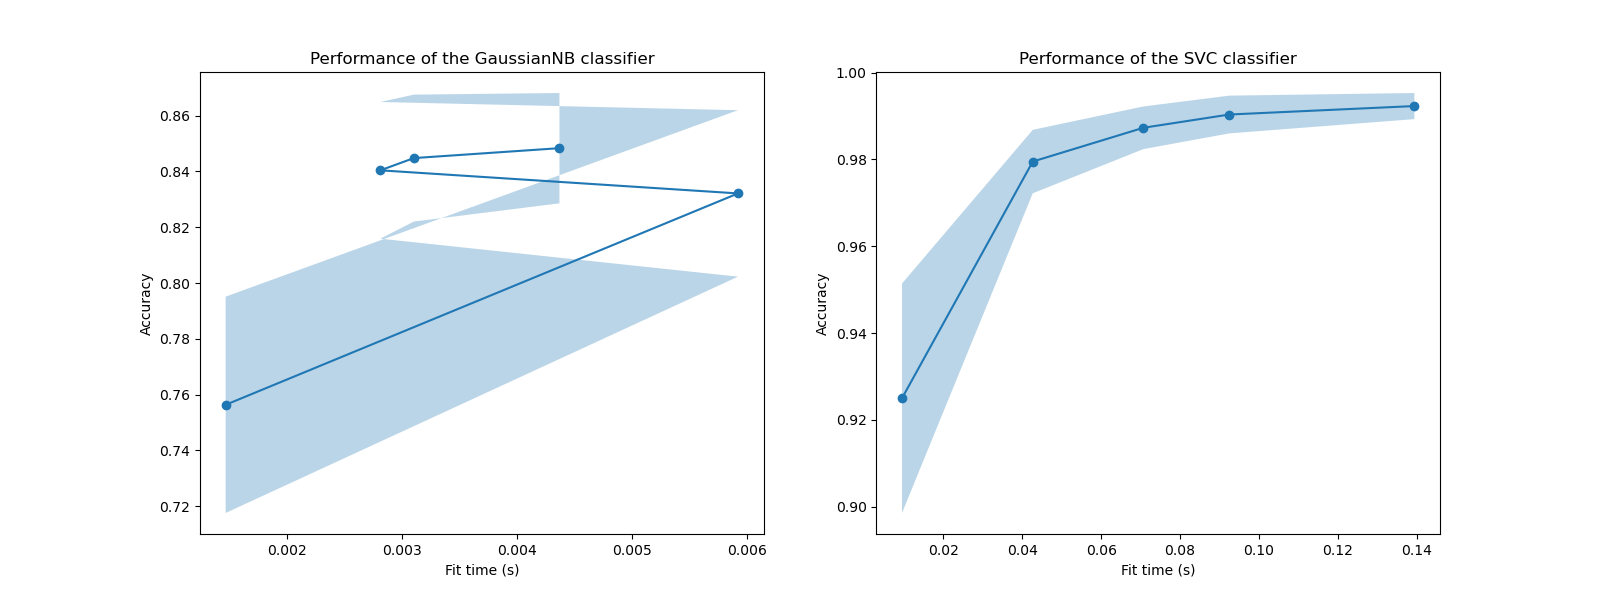 Performance of the GaussianNB classifier
Accuracy
0.86
0.84
0.82
0.80
0.78
0.76
0.74
0.72
0.002 0.003 0.004 0.005 0.006
Fit time (s)
Performance of the SVC classifier
Accuracy
1.00
0.98
0.96
0.94
0.92
0.90
0.02 0.04 0.06 0.08 0.10 0.12 0.14
Fit time (s)